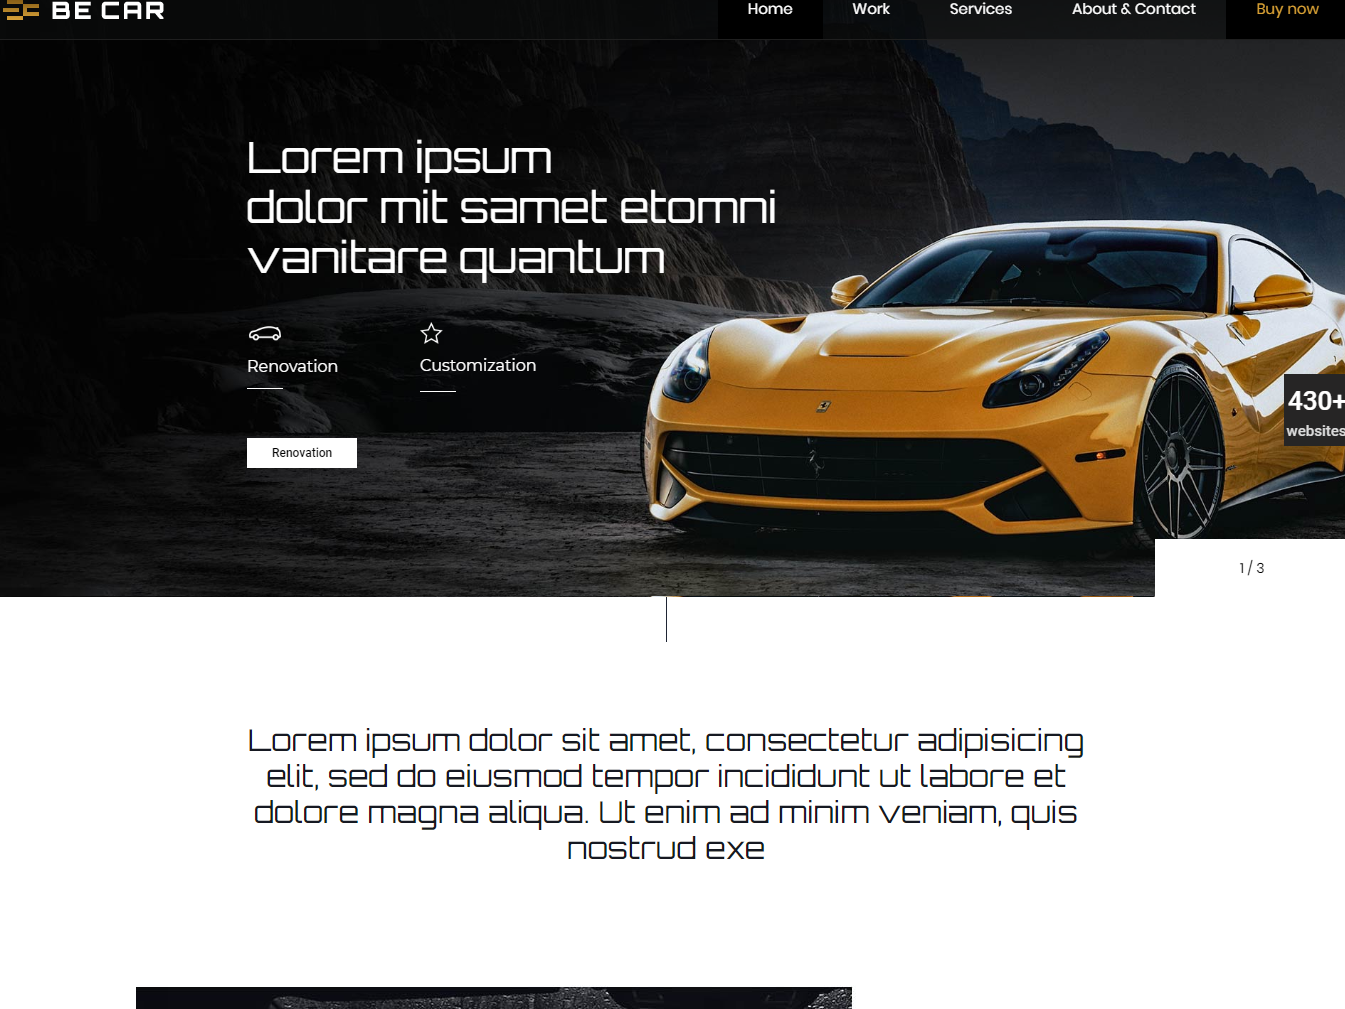 BE CAR
Home
Work
Services
About & Contact
Buy now
Lorem ipsum
dolor mit samet etomni
vanitare quantum
Renovation
Customization
Renovation
430+
websites
1 / 3
Lorem ipsum dolor sit amet, consectetur adipisicing
elit, sed do eiusmod tempor incididunt ut labore et
dolore magna aliqua. Ut enim ad minim veniam, quis
nostrud exe